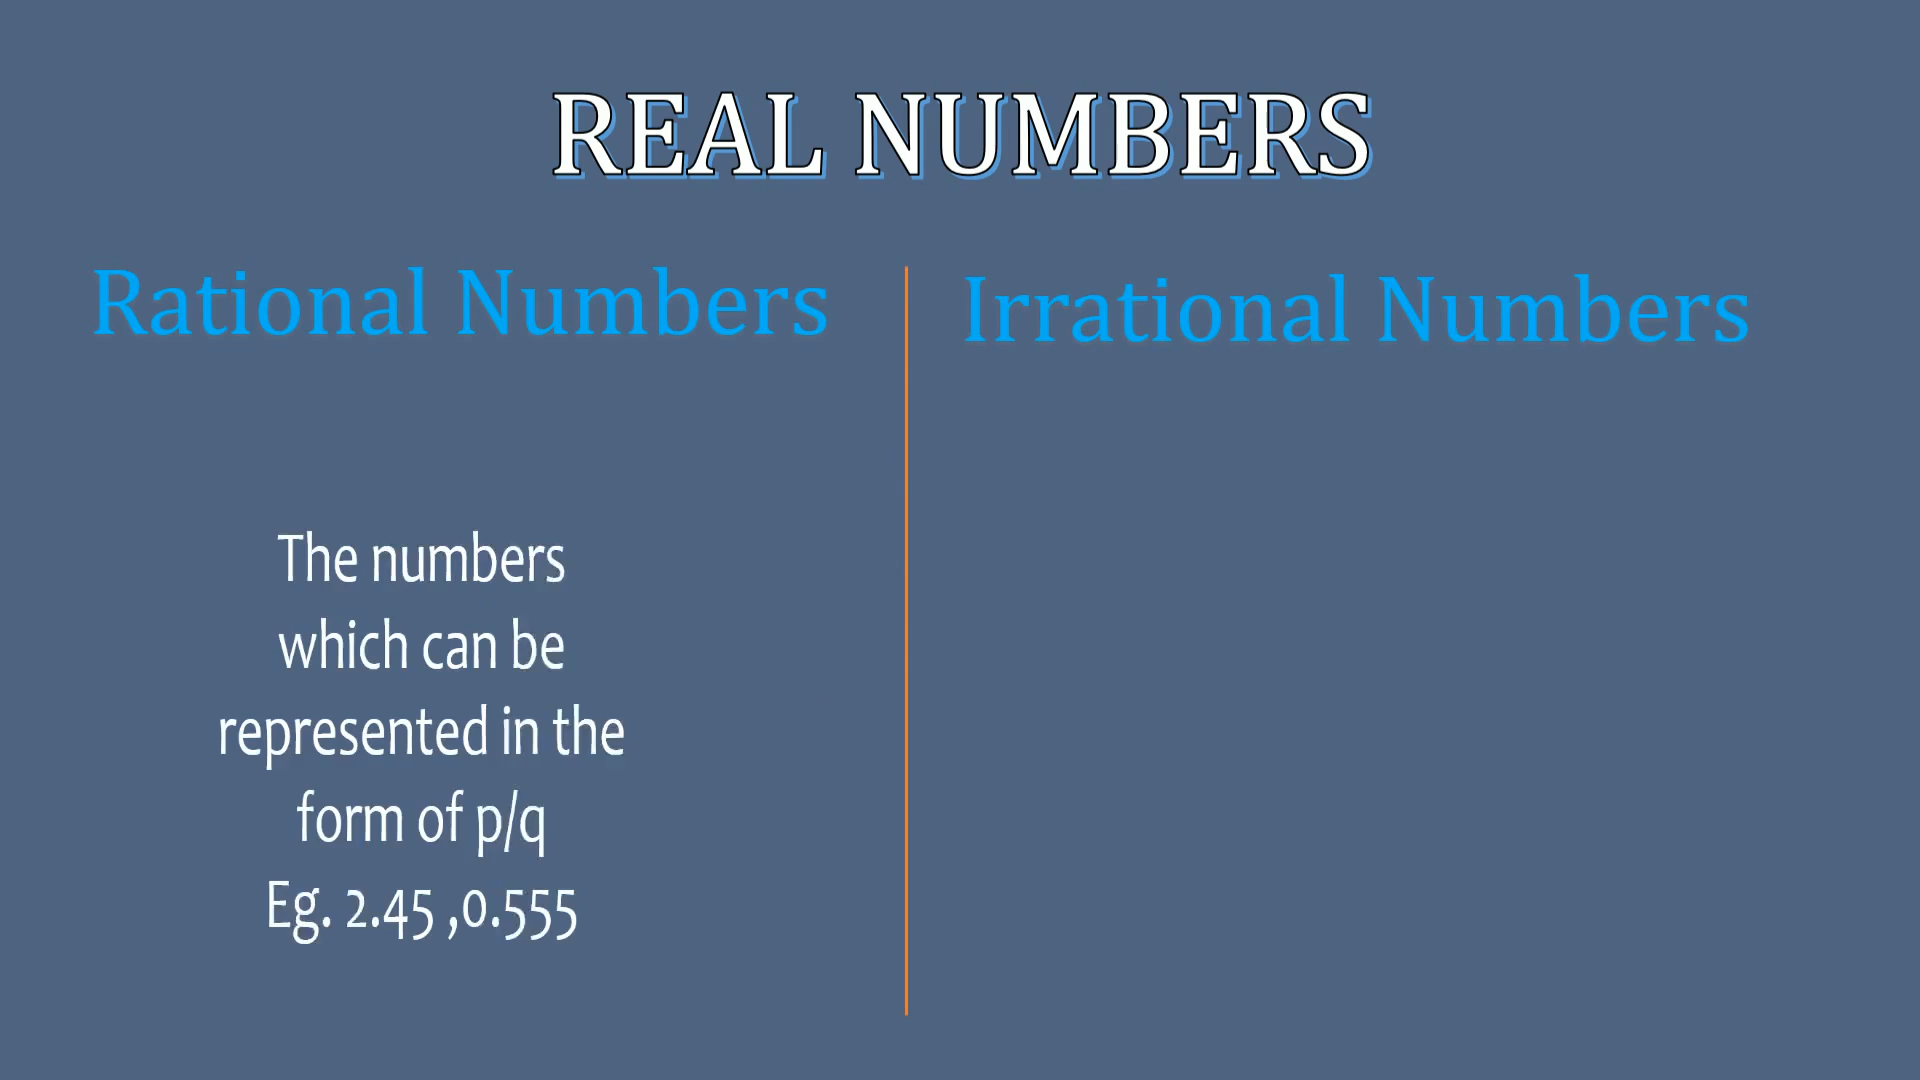 REAL NUMBERS
Rational Numbers
The numbers
which can be
represented in the
form of p/q
Eg. 2.45 ,0.555
Irrational Numbers